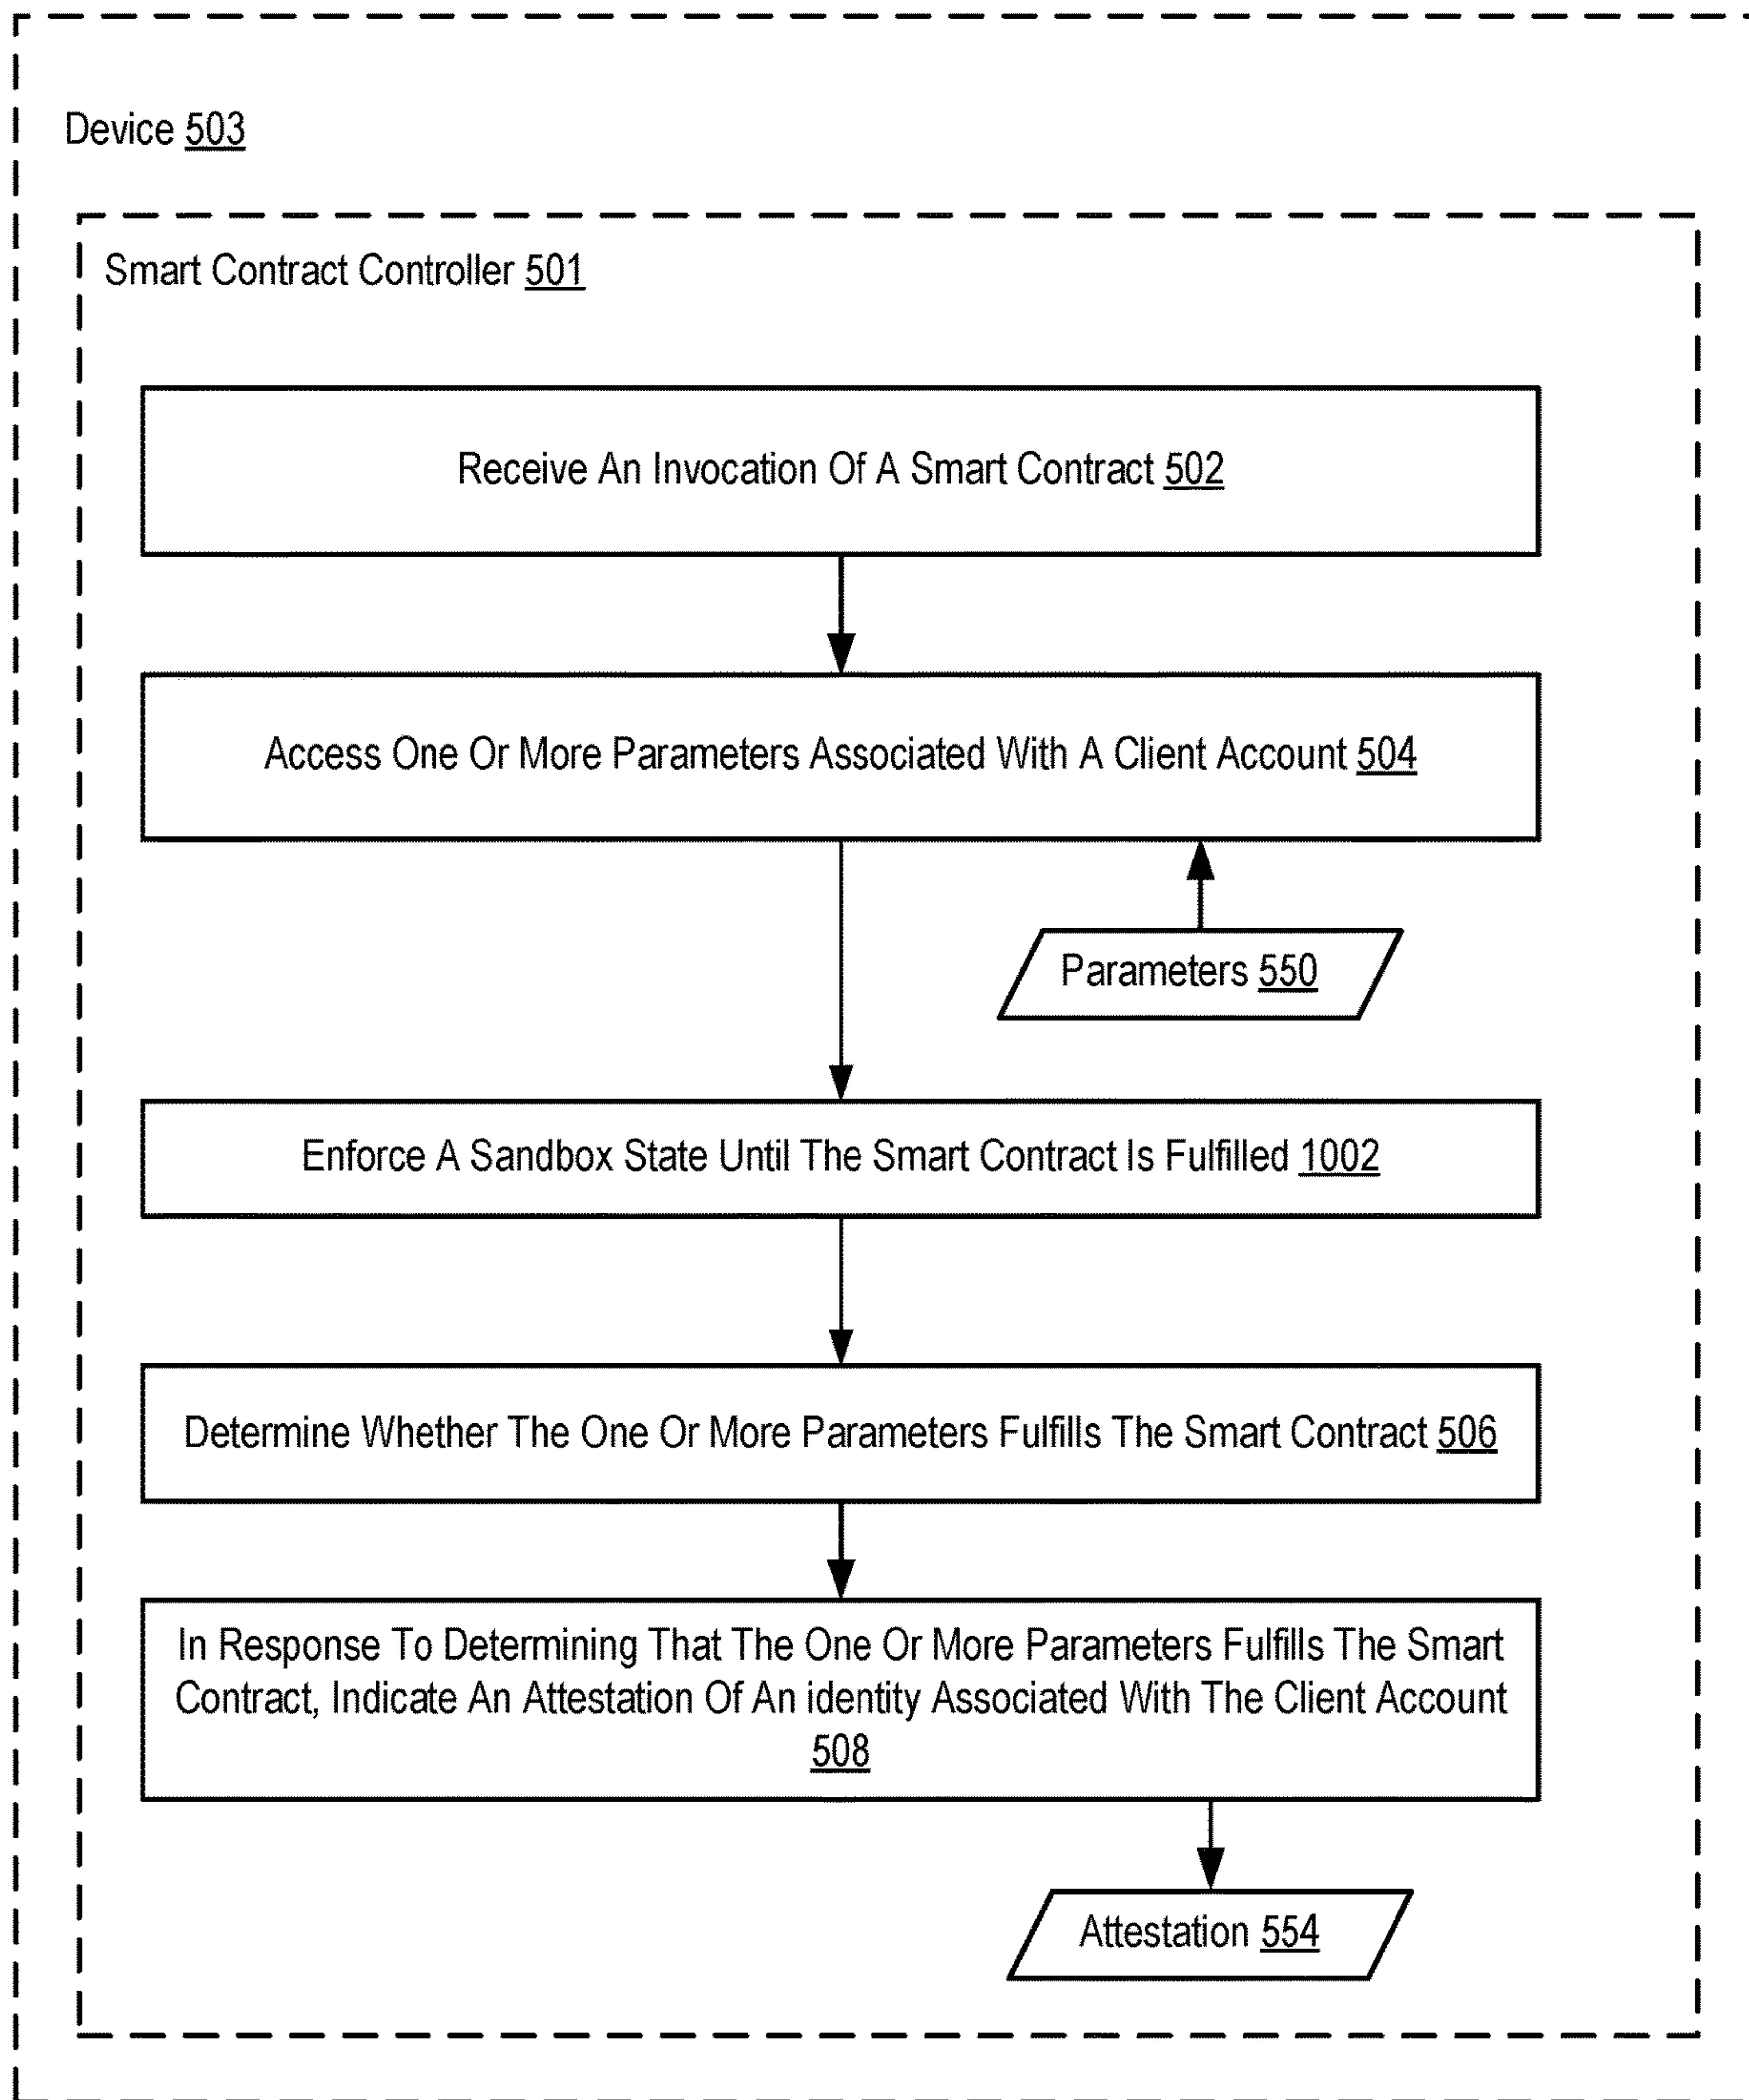 Device 503
Smart Contract Controller 501
Receive An Invocation Of A Smart Contract 502
Access One Or More Parameters Associated With A Client Account 504
Parameters 550
Enforce A Sandbox State Until The Smart Contract Is Fulfilled 1002
Determine Whether The One Or More Parameters Fulfills The Smart Contract 506
In Response To Determining That The One Or More Parameters Fulfills The Smart
Contract, Indicate An Attestation Of An identity Associated With The Client Account
508
Attestation 554